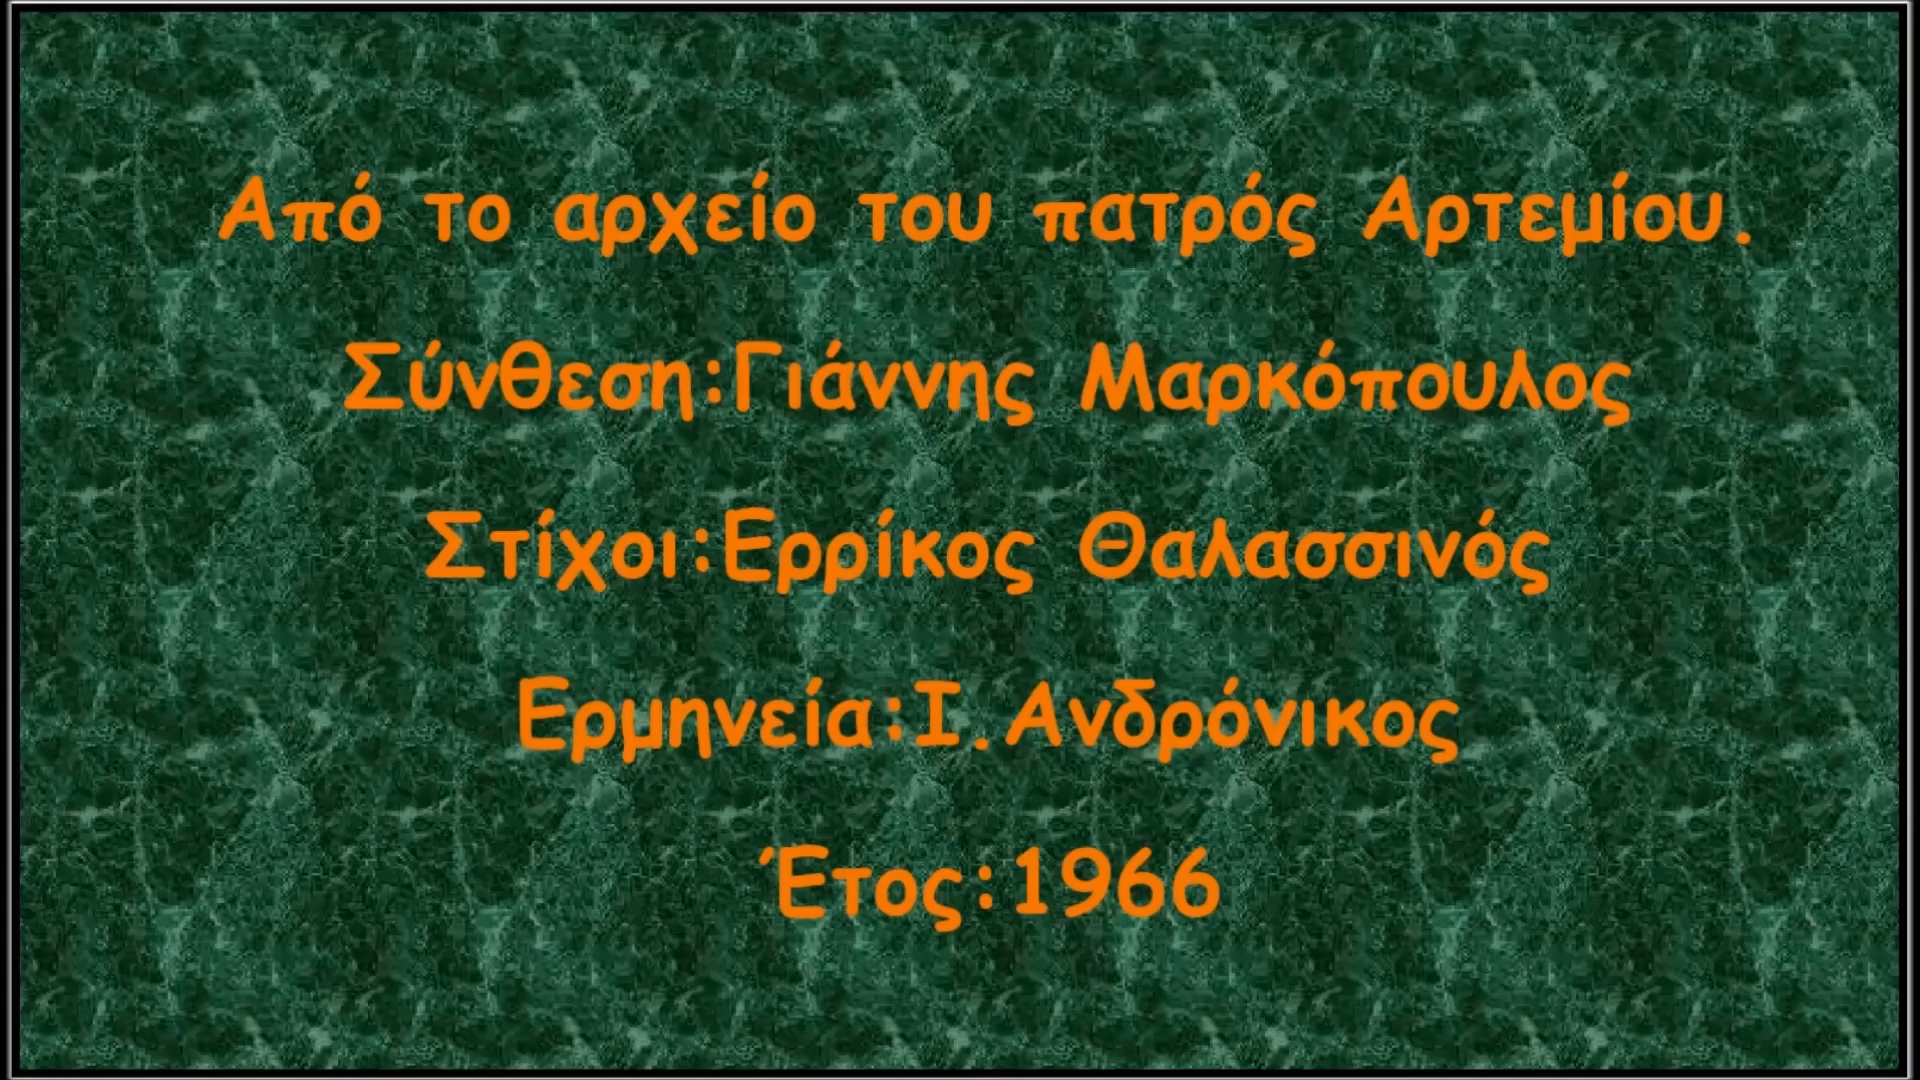 Από το αρχείο του πατρός Αρτεμίου.
Σύνθεση:Γιάννης Μαρκόπουλος
Στίχοι:Ερρίκος Θαλασσινός
Ερμηνεία:Ι.Ανδρόνικος
Έτος:1966